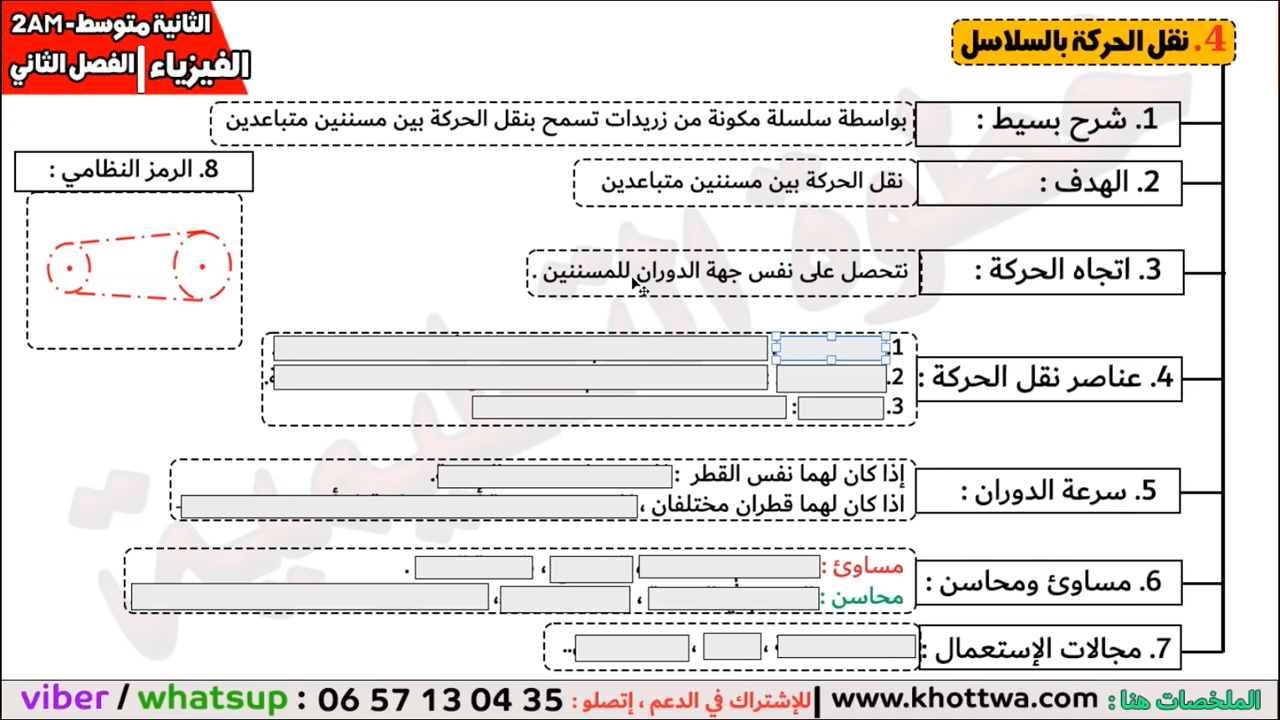 الثانية متوسط-2AM
الفيزياء | الفصل الثاني
4. نقل الحركة بالسلاسل
1. شرح بسيط :
بواسطة سلسلة مكونة من زريدات تسمح بنقل الحركة بين مسننين متباعدين
2. الهدف :
نقل الحركة بين مسننين متباعدين
8. الرمز النظامي :
3. اتجاه الحركة :
نتحصل على نفس جهة الدوران للمسننين .
4. عناصر نقل الحركة :
1.
2.
3. :
5. سرعة الدوران :
إذا كان لهما نفس القطر : .
اذا كان لهما قطران مختلفان ،
6. مساوئ ومحاسن :
مساوئ : ، .
محاسن : ، ،
7. مجالات الإستعمال :
، ، ..
الملخصات هنا : www.khottwa.com | للإشتراك في الدعم ، إتصلو : viber / whatsup : 06 57 13 04 35
خطوة التعليمية